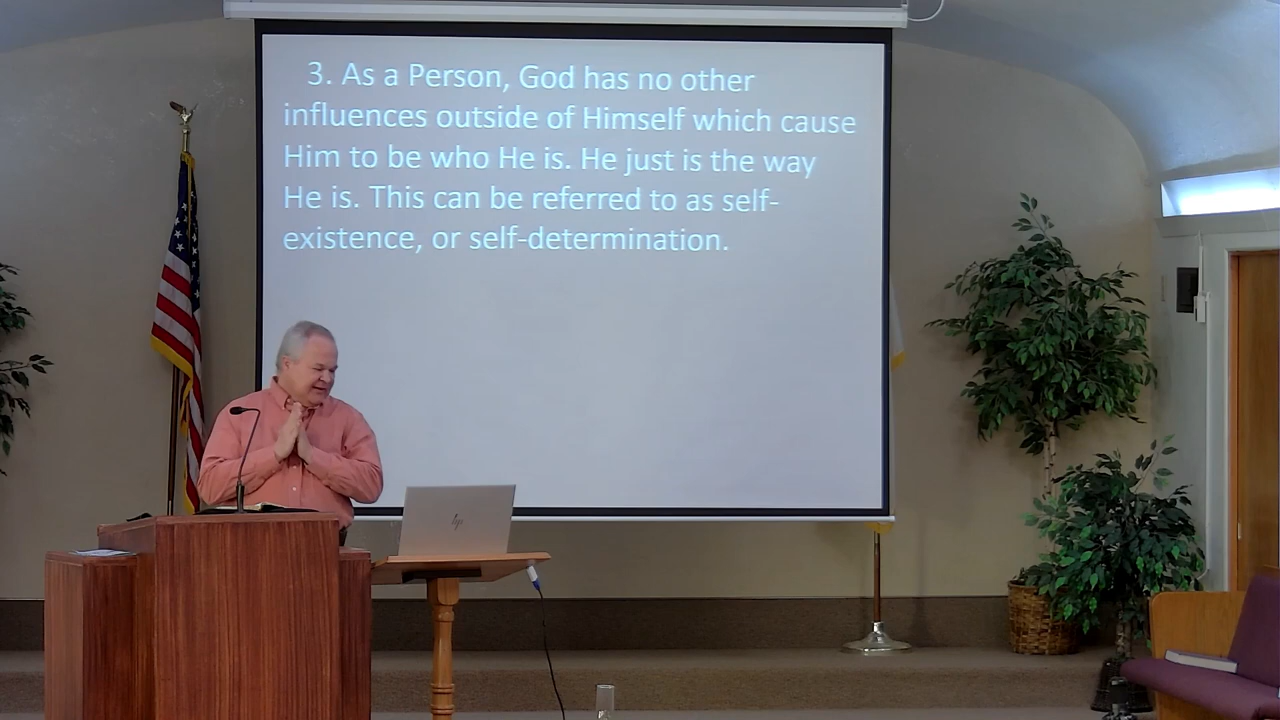 3. As a Person, God has no other
influences outside of Himself which cause
Him to be who He is. He just is the way
He is. This can be referred to as self-
existence, or self-determination.
hp